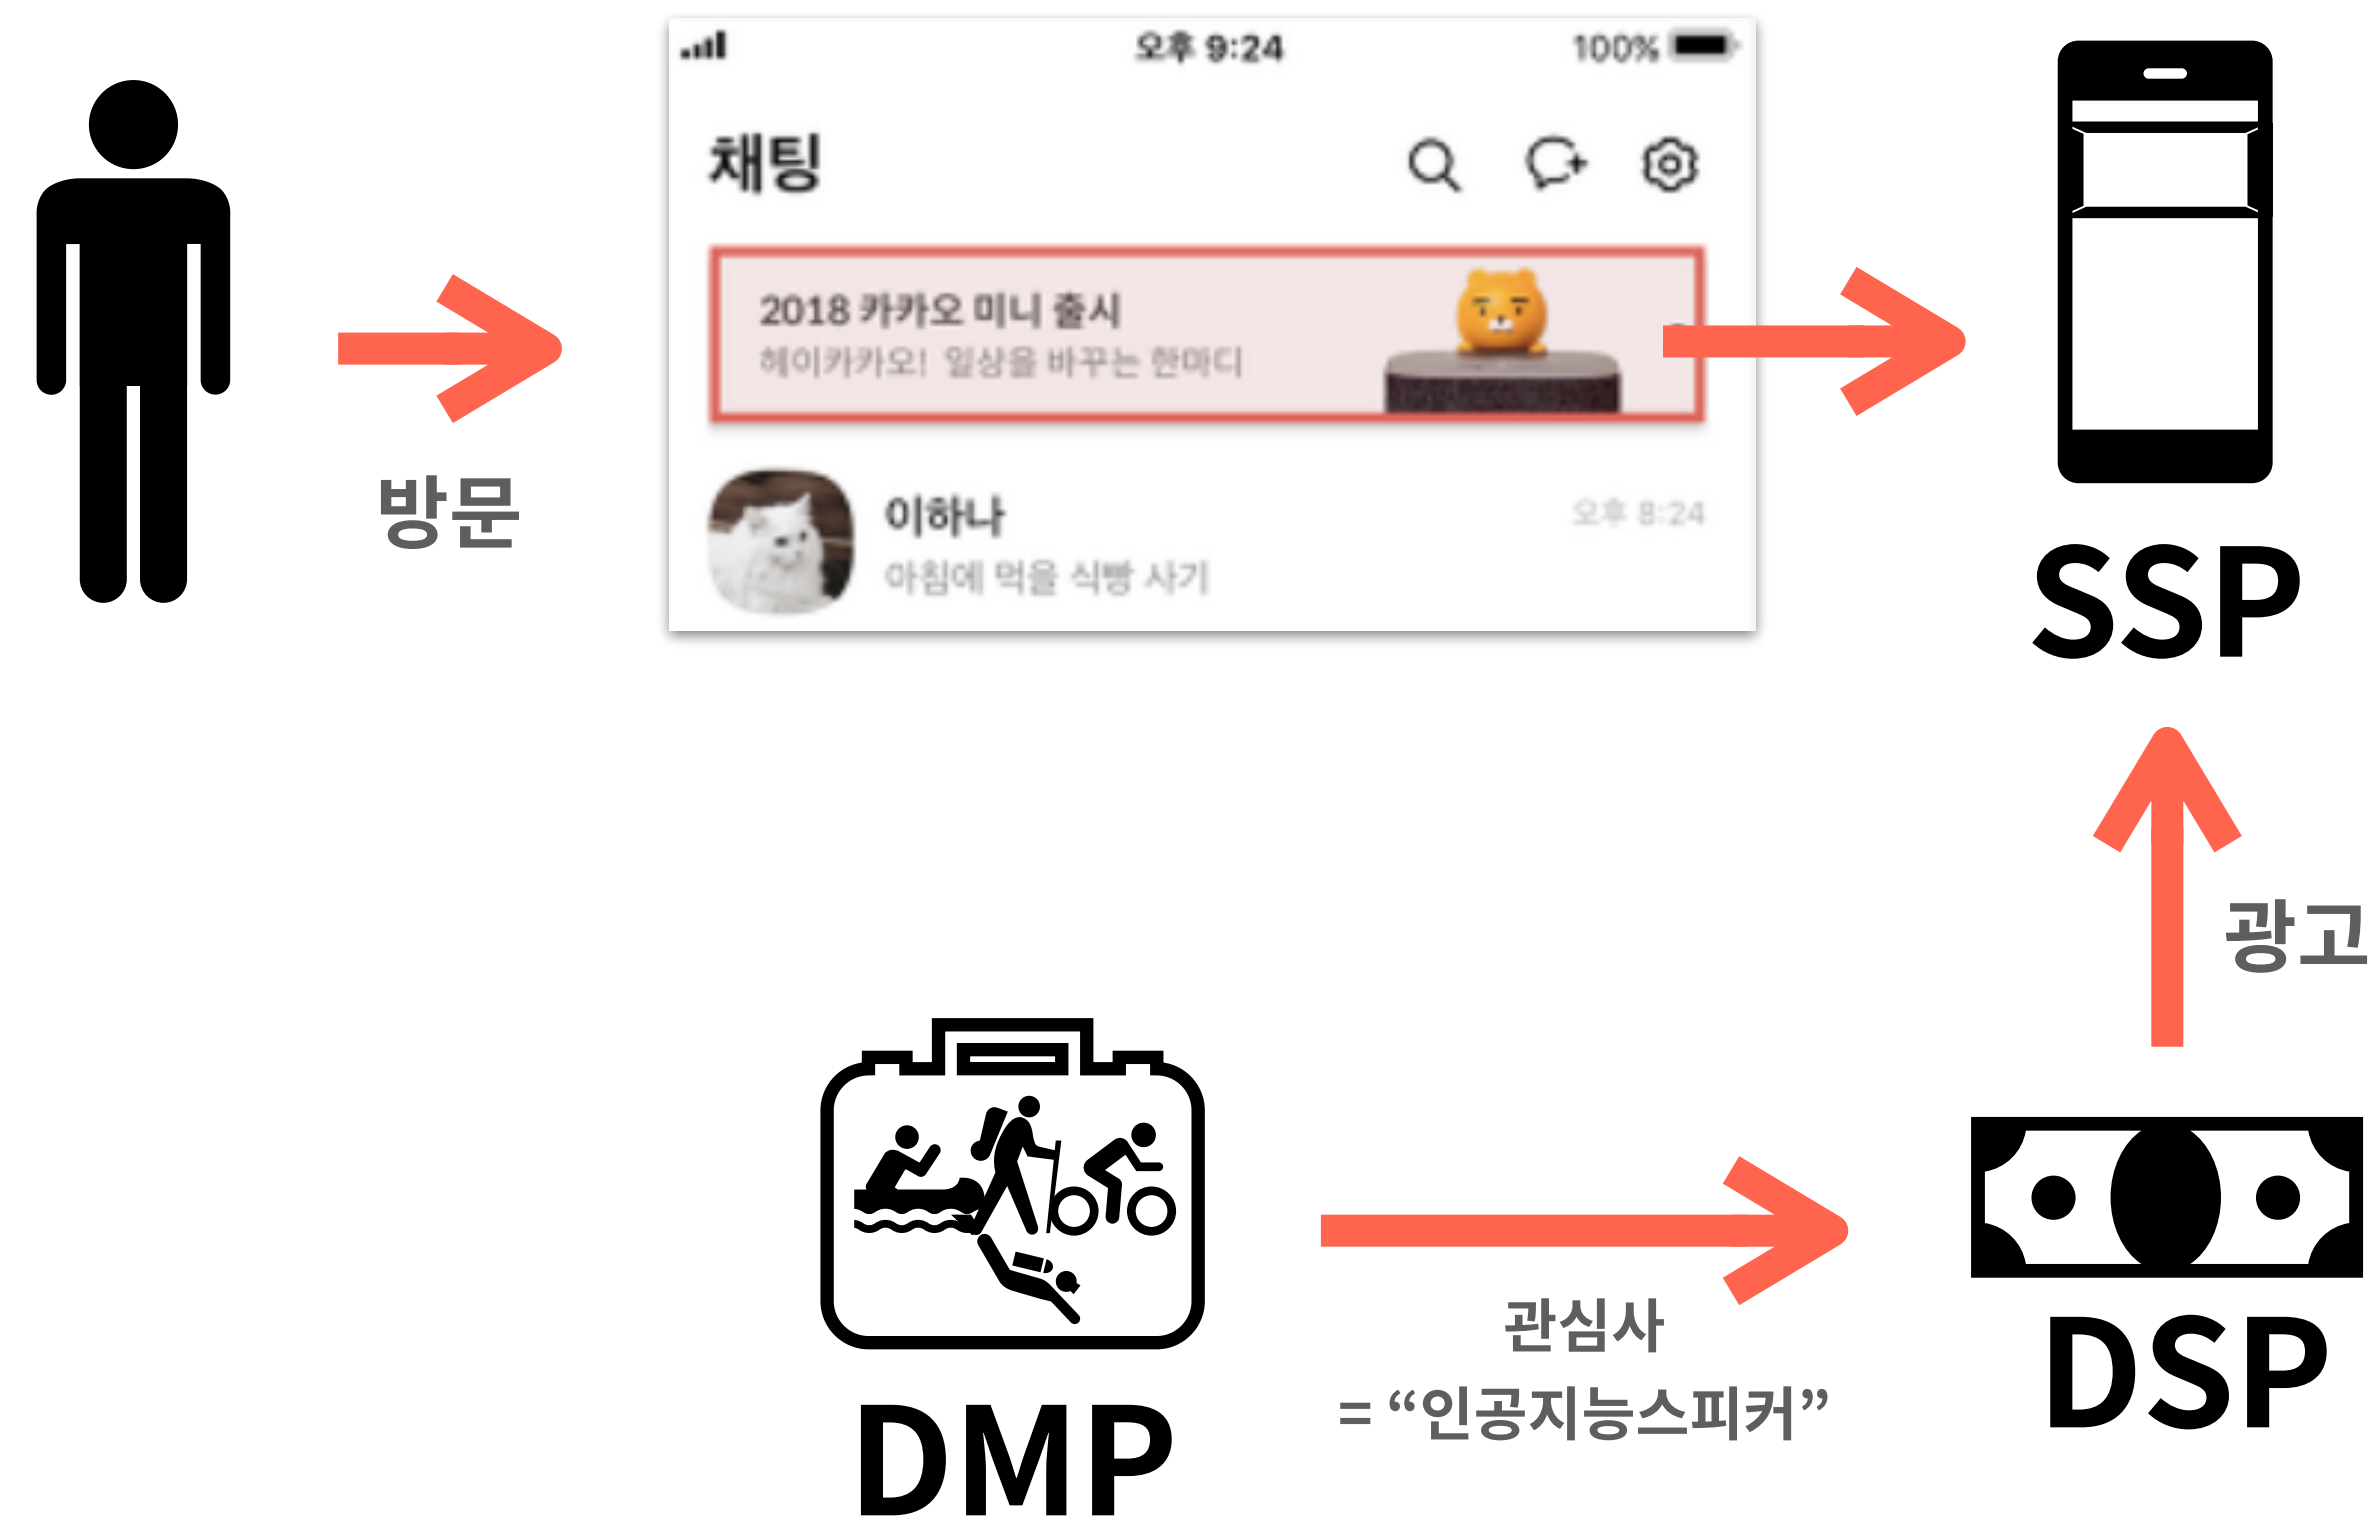 오후 9:24
100%
채팅
2018 카카오 미니 출시
헤이카카오! 일상을 바꾸는 한마디
이하나
오후 8:24
아침에 먹을 식빵 사기
방문
SSP
광고
관심사
= “인공지능스피커”
DMP
DSP